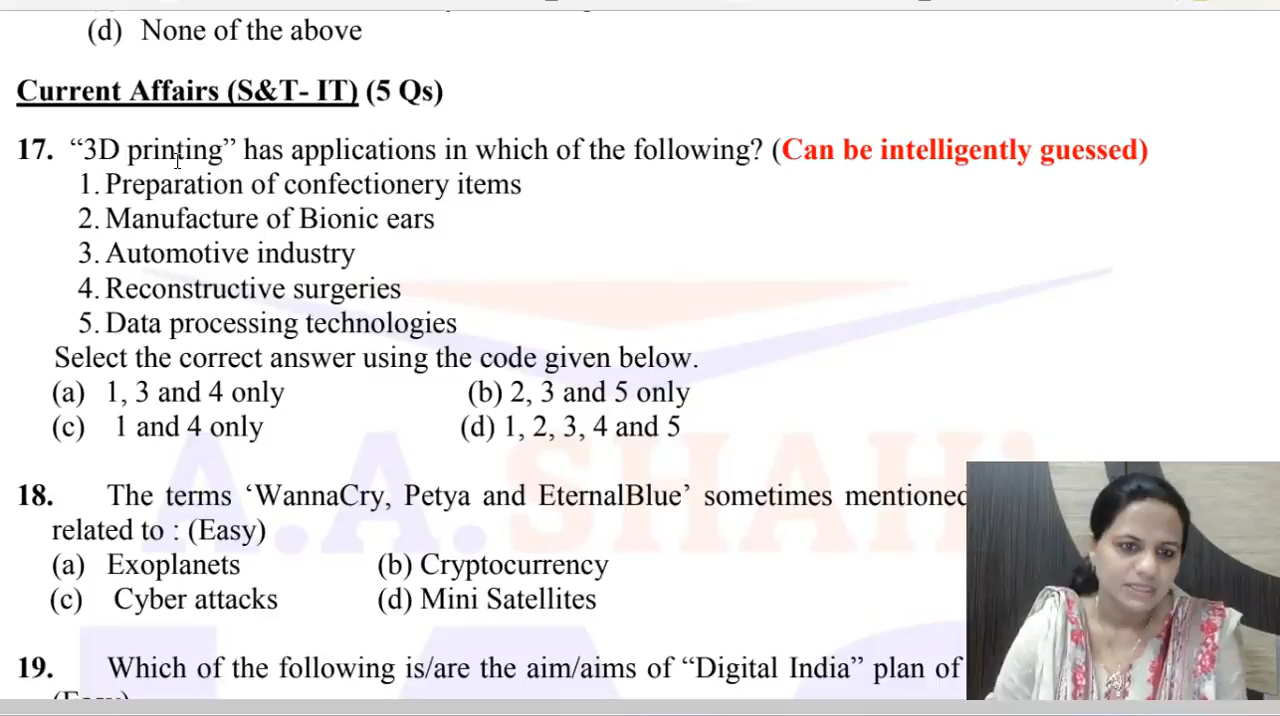 (d) None of the above
Current Affairs (S&T- IT) (5 Qs)
17. “3D printing” has applications in which of the following? (Can be intelligently guessed)
1. Preparation of confectionery items
2. Manufacture of Bionic ears
3. Automotive industry
4. Reconstructive surgeries
5. Data processing technologies
Select the correct answer using the code given below.
(a) 1, 3 and 4 only (b) 2, 3 and 5 only
(c) 1 and 4 only (d) 1, 2, 3, 4 and 5
A.A.SHAHi
18. The terms ‘WannaCry, Petya and EternalBlue’ sometimes mentioned
related to : (Easy)
(a) Exoplanets (b) Cryptocurrency
(c) Cyber attacks (d) Mini Satellites
19. Which of the following is/are the aim/aims of “Digital India” plan of